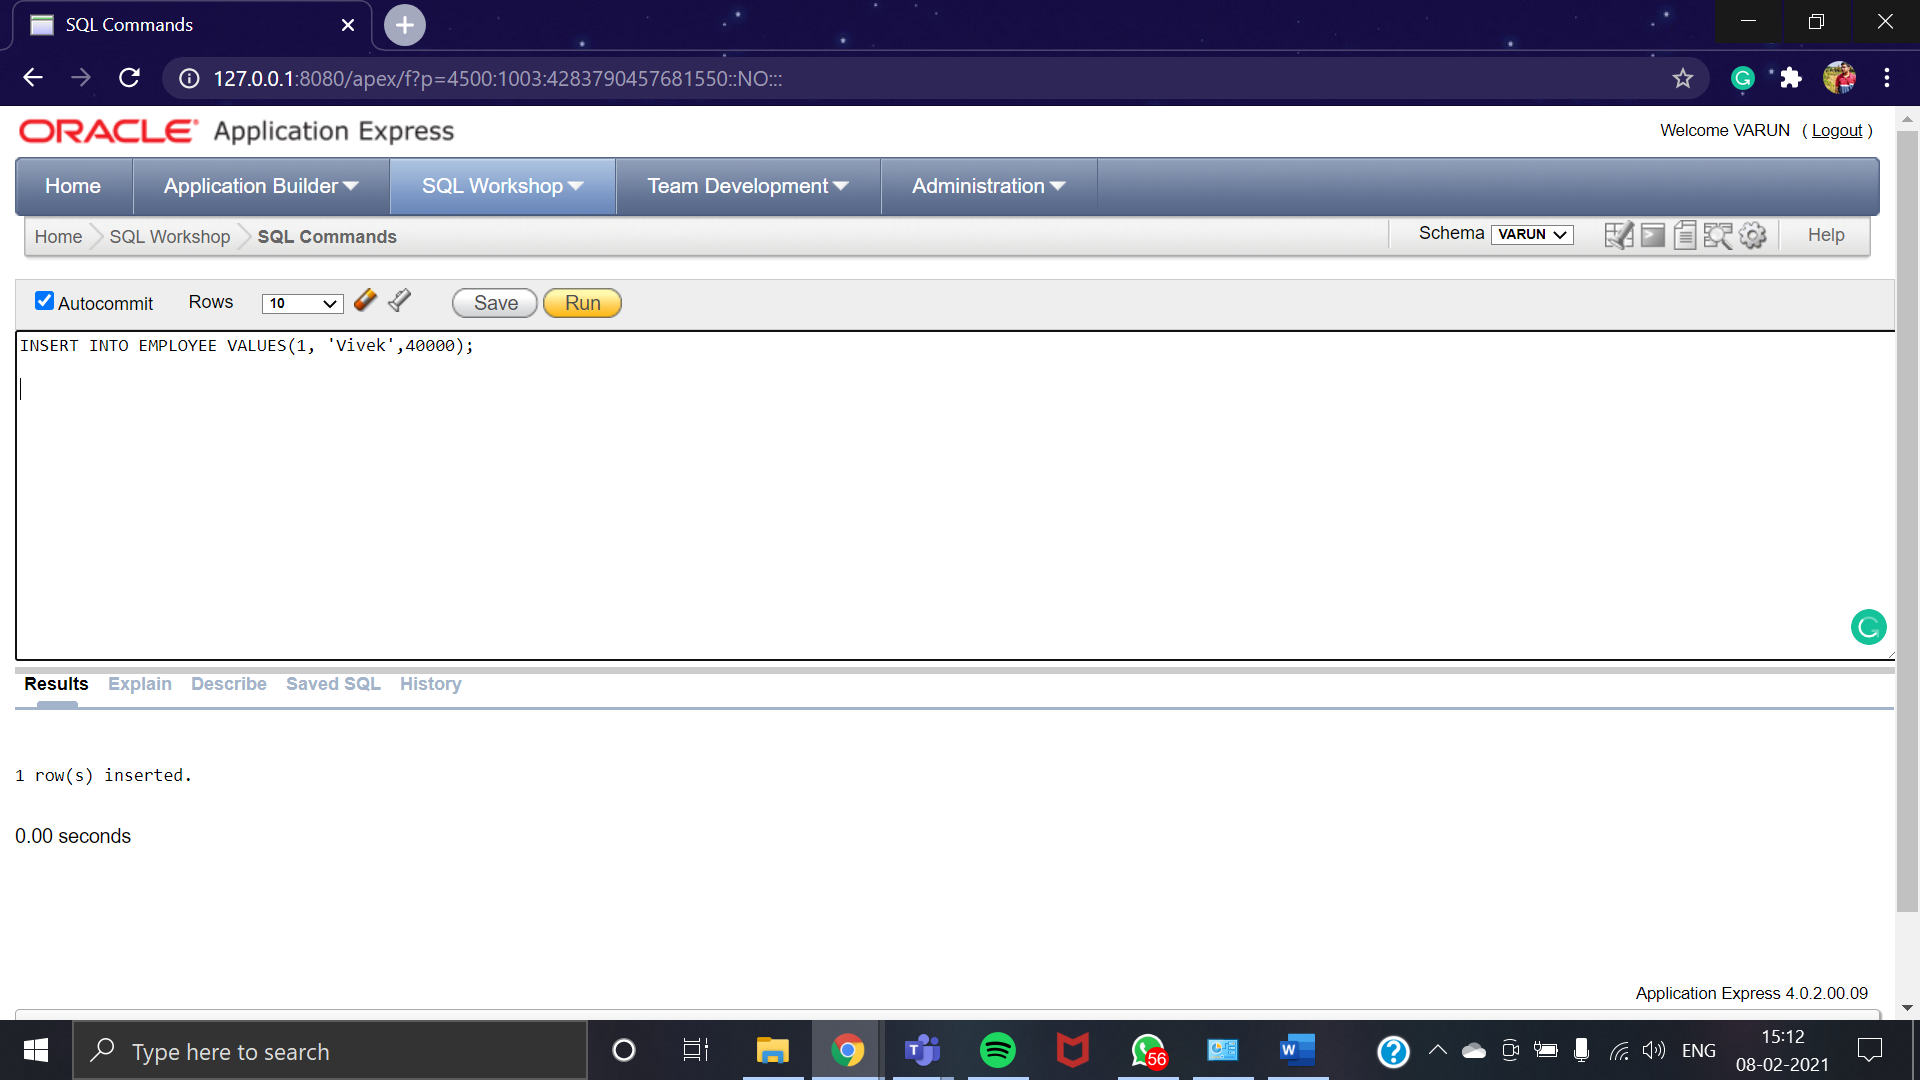 SQL Commands
127.0.0.1:8080/apex/f?p=4500:1003:4283790457681550::NO:::
ORACLE Application Express
Welcome VARUN ( Logout )
Home Application Builder SQL Workshop Team Development Administration
Home SQL Workshop SQL Commands Schema VARUN Help
Autocommit Rows 10 Save Run
INSERT INTO EMPLOYEE VALUES(1, 'Vivek',40000);
Results Explain Describe Saved SQL History
1 row(s) inserted.
0.00 seconds
Application Express 4.0.2.00.09
Type here to search 56 ENG 15:12
08-02-2021